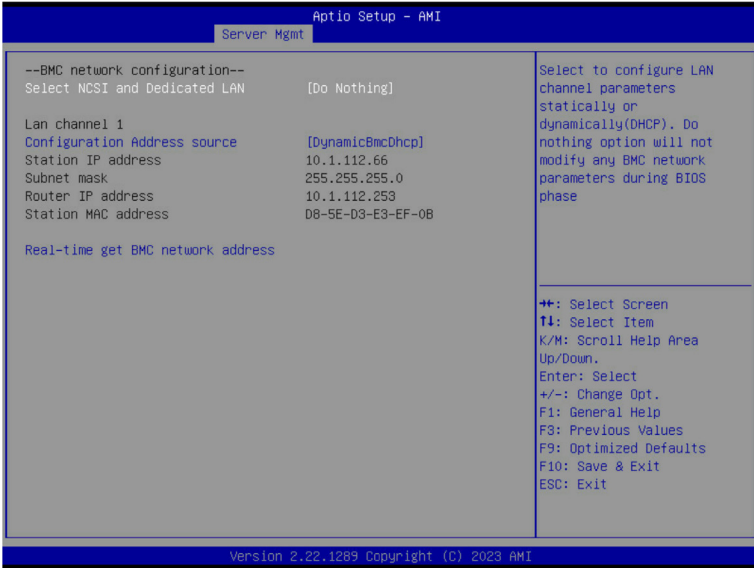 Aptio Setup - AMI
Server Mgmt
--BMC network configuration--
Select NCSI and Dedicated LAN [Do Nothing]
Lan channel 1
Configuration Address source [DynamicBmcDhcp]
Station IP address 10.1.112.66
Subnet mask 255.255.255.0
Router IP address 10.1.112.253
Station MAC address D8-5E-D3-E3-EF-0B
Real-time get BMC network address
Select to configure LAN
channel parameters
statically or
dynamically(DHCP). Do
nothing option will not
modify any BMC network
parameters during BIOS
phase
→←: Select Screen
↑↓: Select Item
K/M: Scroll Help Area
Up/Down.
Enter: Select
+/-: Change Opt.
F1: General Help
F3: Previous Values
F9: Optimized Defaults
F10: Save & Exit
ESC: Exit
Version 2.22.1289 Copyright (C) 2023 AMI